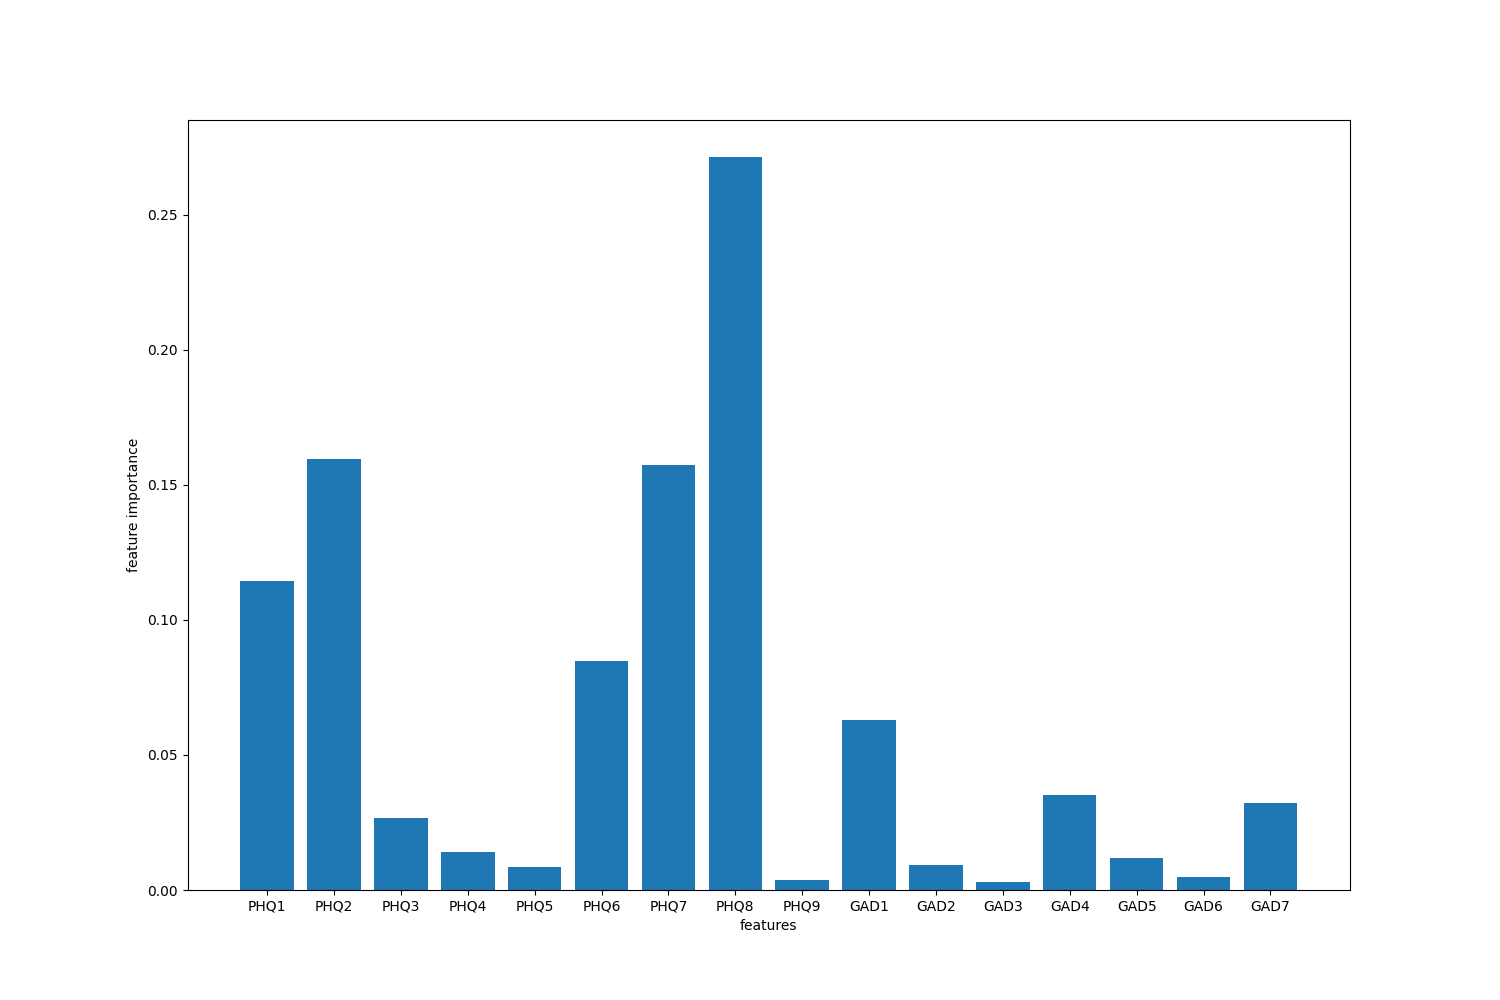 feature importance
0.25
0.20
0.15
0.10
0.05
0.00
PHQ1 PHQ2 PHQ3 PHQ4 PHQ5 PHQ6 PHQ7 PHQ8 PHQ9 GAD1 GAD2 GAD3 GAD4 GAD5 GAD6 GAD7
features